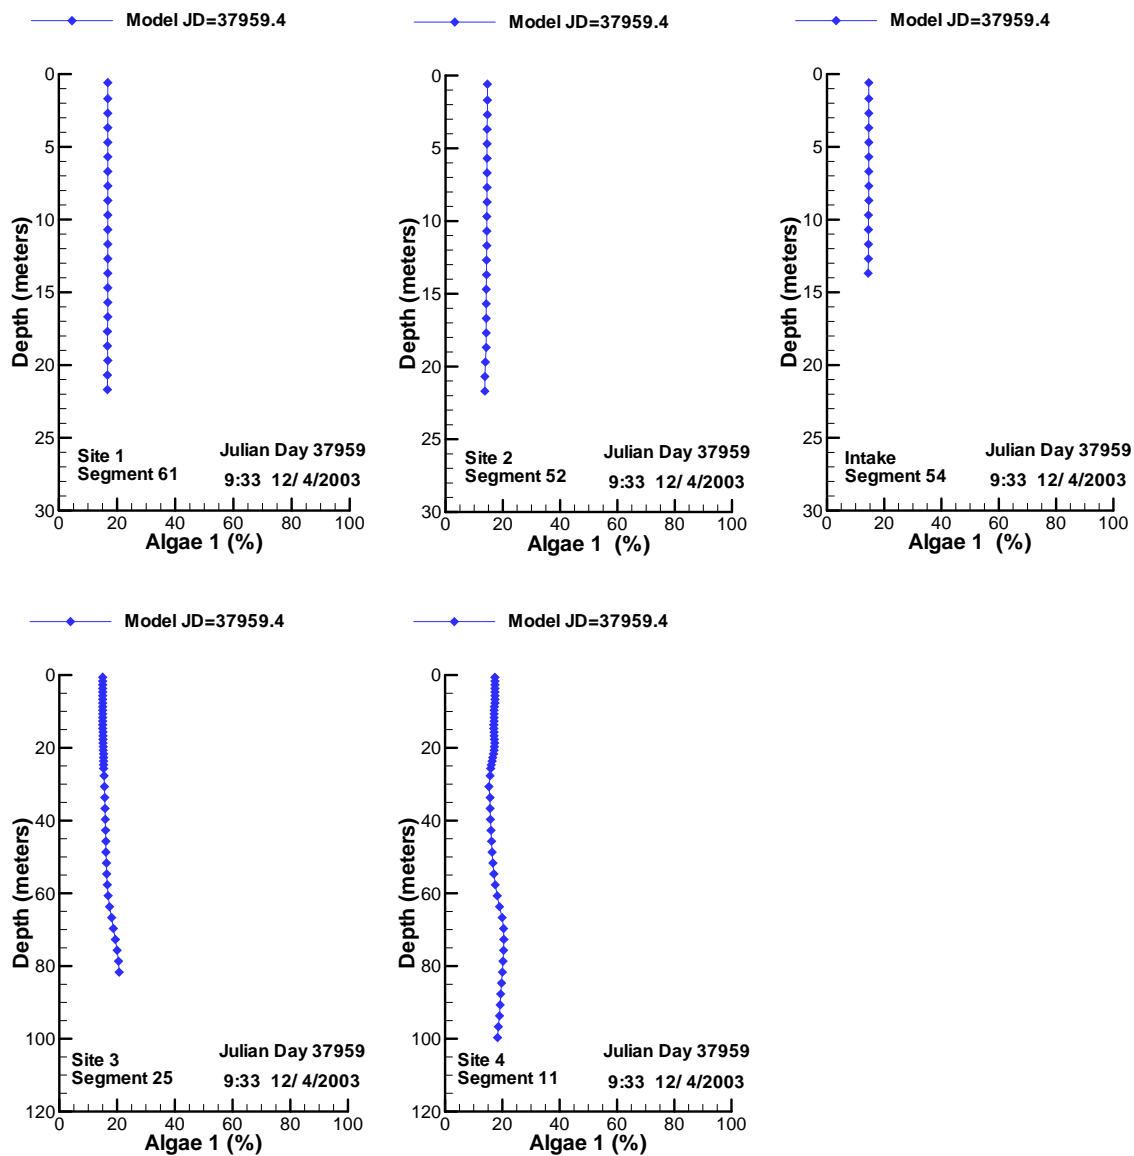 Model JD=37959.4
0
5
10
15
20
25
30
Depth (meters)
Site 1
Segment 61
Julian Day 37959
9:33 12/ 4/2003
0 20 40 60 80 100
Algae 1 (%)
Model JD=37959.4
0
5
10
15
20
25
30
Depth (meters)
Site 2
Segment 52
Julian Day 37959
9:33 12/ 4/2003
0 20 40 60 80 100
Algae 1 (%)
Model JD=37959.4
0
5
10
15
20
25
30
Depth (meters)
Intake
Segment 54
Julian Day 37959
9:33 12/ 4/2003
0 20 40 60 80 100
Algae 1 (%)
Model JD=37959.4
0
20
40
60
80
100
120
Depth (meters)
Site 3
Segment 25
Julian Day 37959
9:33 12/ 4/2003
0 20 40 60 80 100
Algae 1 (%)
Model JD=37959.4
0
20
40
60
80
100
120
Depth (meters)
Site 4
Segment 11
Julian Day 37959
9:33 12/ 4/2003
0 20 40 60 80 100
Algae 1 (%)